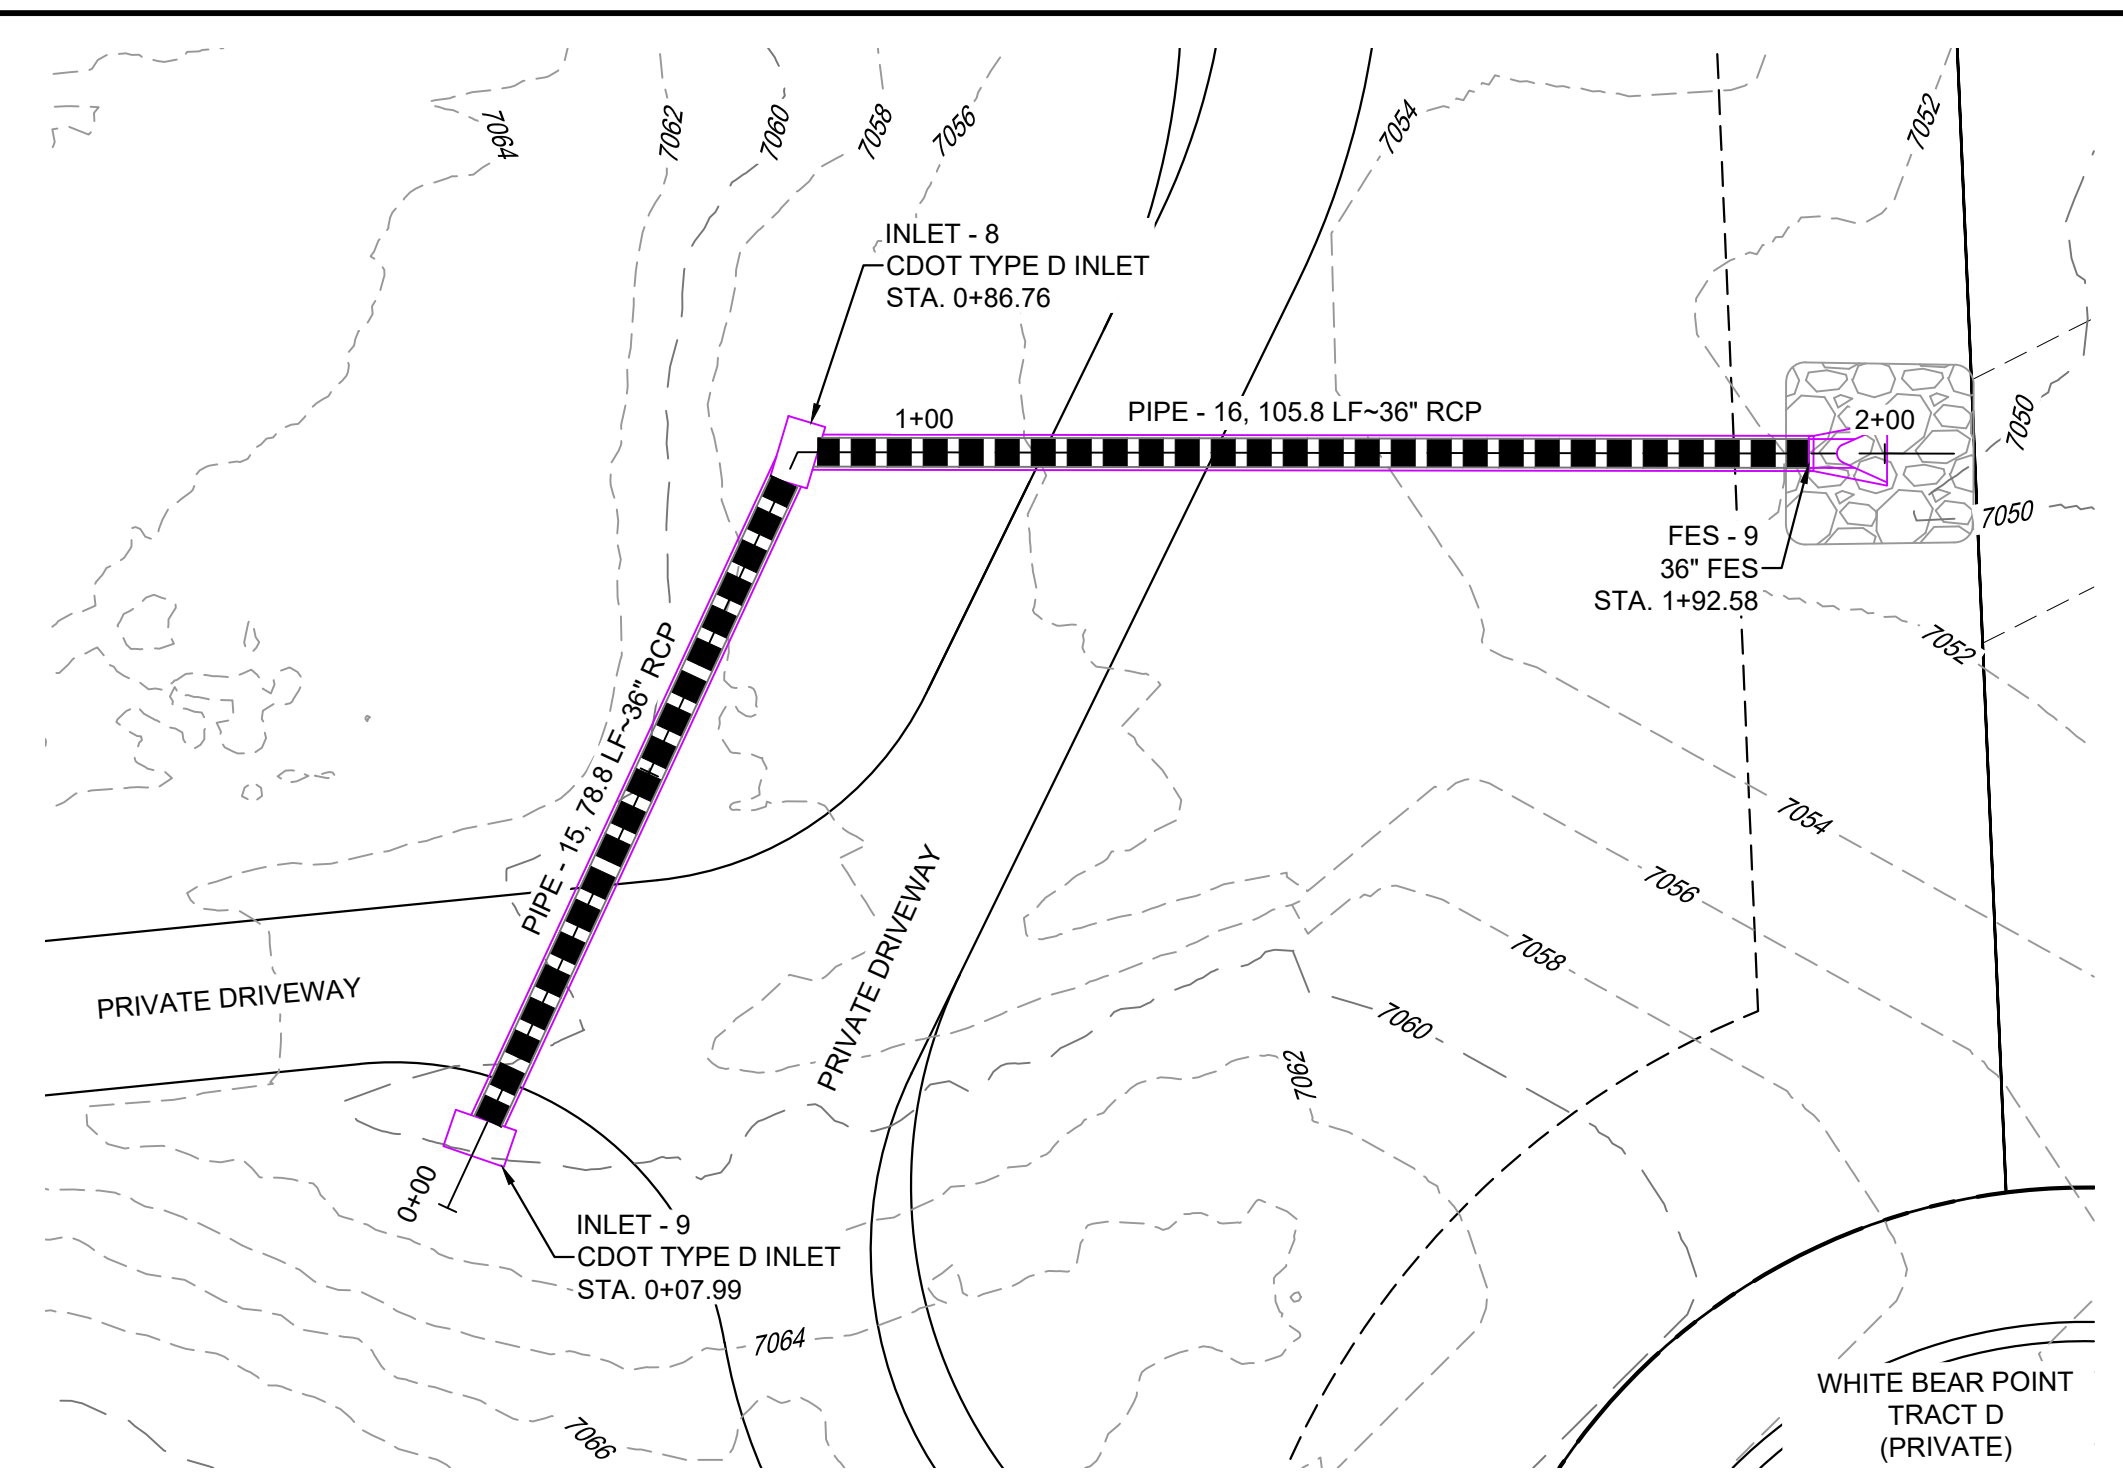 7064
7062
7060
7058
7056
7054
7052
INLET - 8
CDOT TYPE D INLET
STA. 0+86.76
1+00
PIPE - 16, 105.8 LF~36" RCP
2+00
7050
7050
FES - 9
36" FES
STA. 1+92.58
7052
PIPE - 15, 78.8 LF~36" RCP
7054
7056
7058
PRIVATE DRIVEWAY
PRIVATE DRIVEWAY
7060
7062
0+00
INLET - 9
CDOT TYPE D INLET
STA. 0+07.99
7064
7066
WHITE BEAR POINT
TRACT D
(PRIVATE)